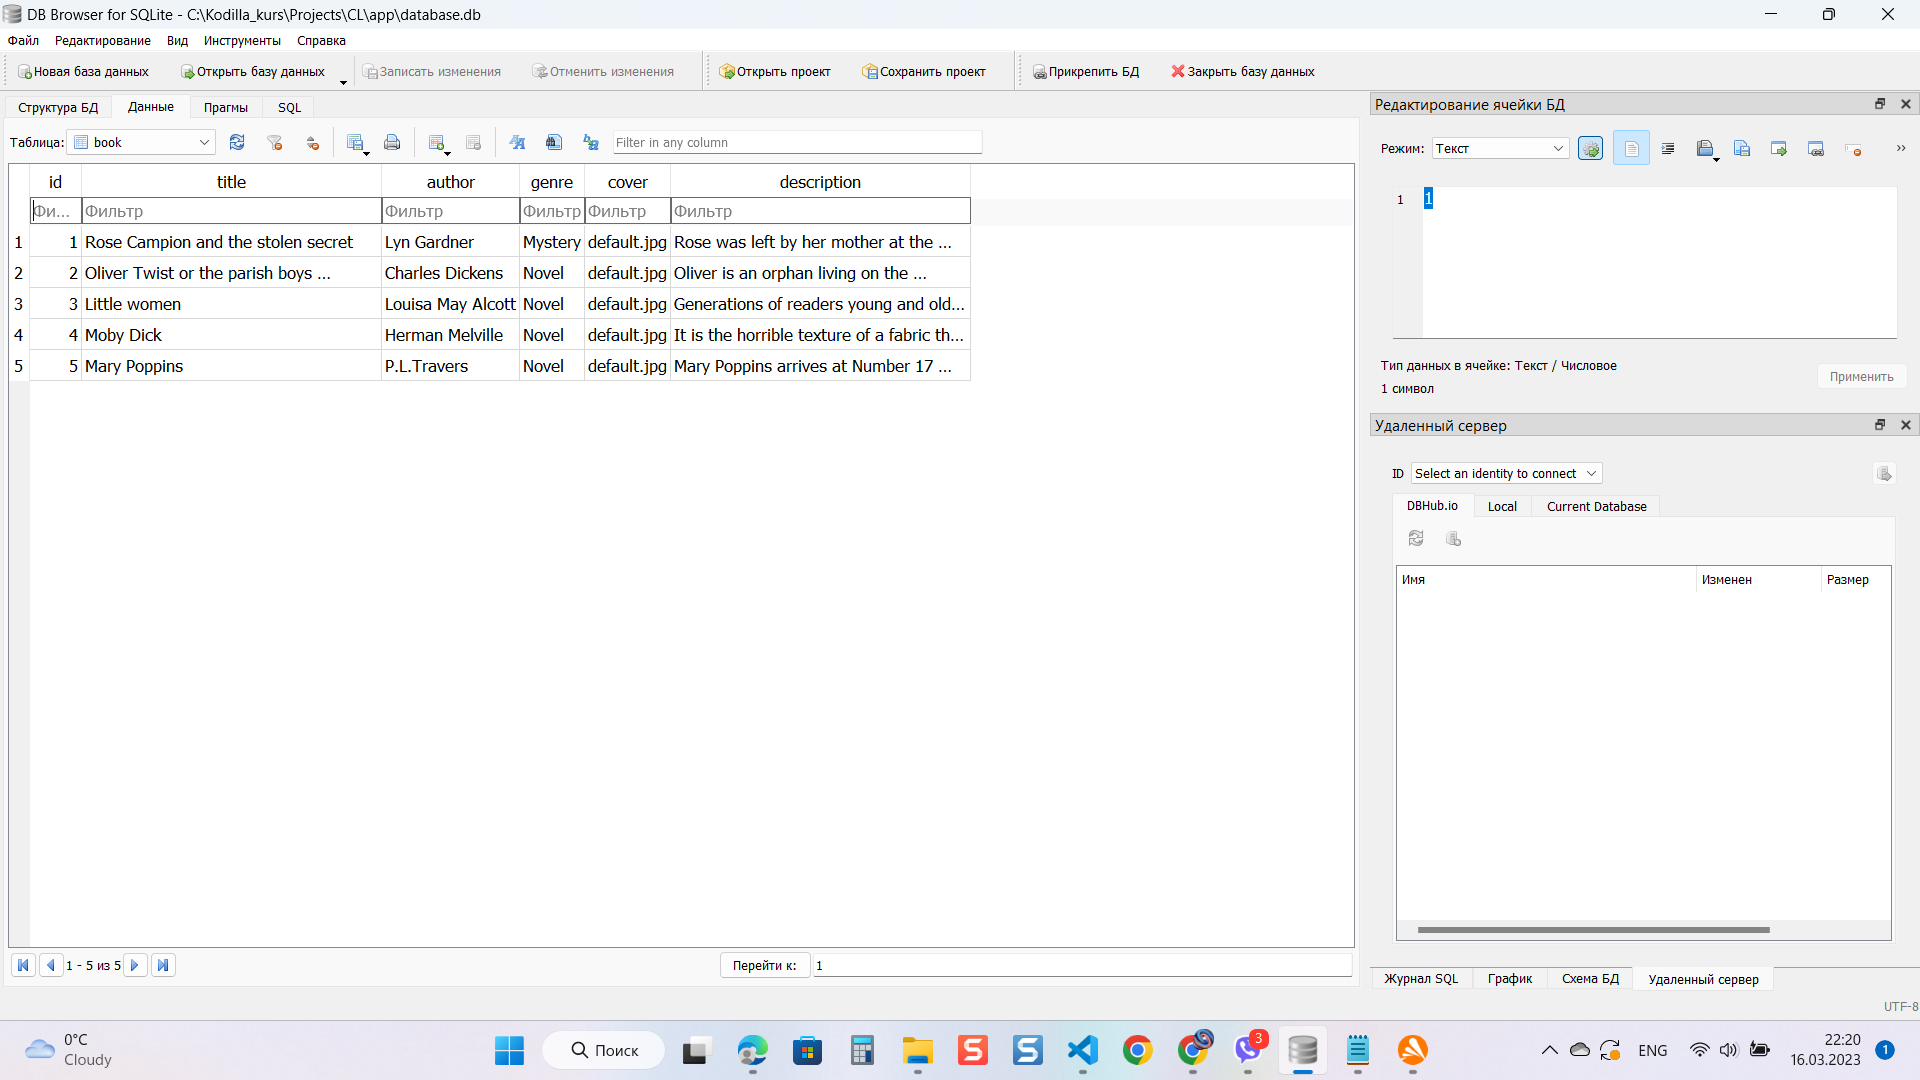 DB Browser for SQLite - C:\Kodilla_kurs\Projects\CL\app\database.db
Файл Редактирование Вид Инструменты Справка
Новая база данных Открыть базу данных Записать изменения Отменить изменения Открыть проект Сохранить проект Прикрепить БД Закрыть базу данных
Структура БД Данные Прагмы SQL
Таблица: book Filter in any column
id title author genre cover description
Фи... Фильтр Фильтр Фильтр Фильтр Фильтр
1 1 Rose Campion and the stolen secret Lyn Gardner Mystery default.jpg Rose was left by her mother at the ...
2 2 Oliver Twist or the parish boys ... Charles Dickens Novel default.jpg Oliver is an orphan living on the ...
3 3 Little women Louisa May Alcott Novel default.jpg Generations of readers young and old...
4 4 Moby Dick Herman Melville Novel default.jpg It is the horrible texture of a fabric th...
5 5 Mary Poppins P.L.Travers Novel default.jpg Mary Poppins arrives at Number 17 ...
1 - 5 из 5 Перейти к: 1
Редактирование ячейки БД
Режим: Текст
1 1
Тип данных в ячейке: Текст / Числовое
1 символ
Применить
Удаленный сервер
ID Select an identity to connect
DBHub.io Local Current Database
Имя Изменен Размер
Журнал SQL График Схема БД Удаленный сервер
UTF-8
0°C
Cloudy
Поиск
3
ENG
22:20
16.03.2023
1